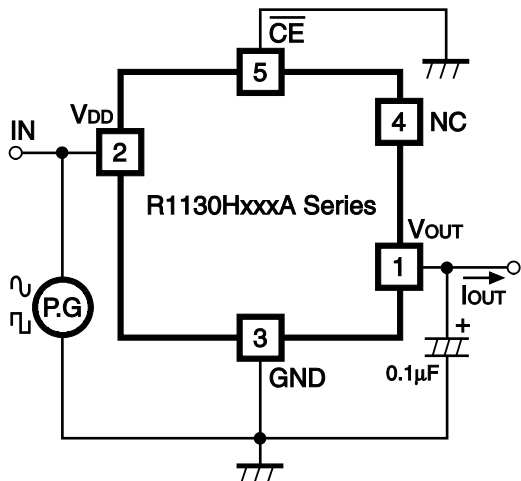 CE
5
VDD
4
NC
IN
2
R1130HxxxA Series
VOUT
1
IOUT
P.G
3
+
GND
0.1μF